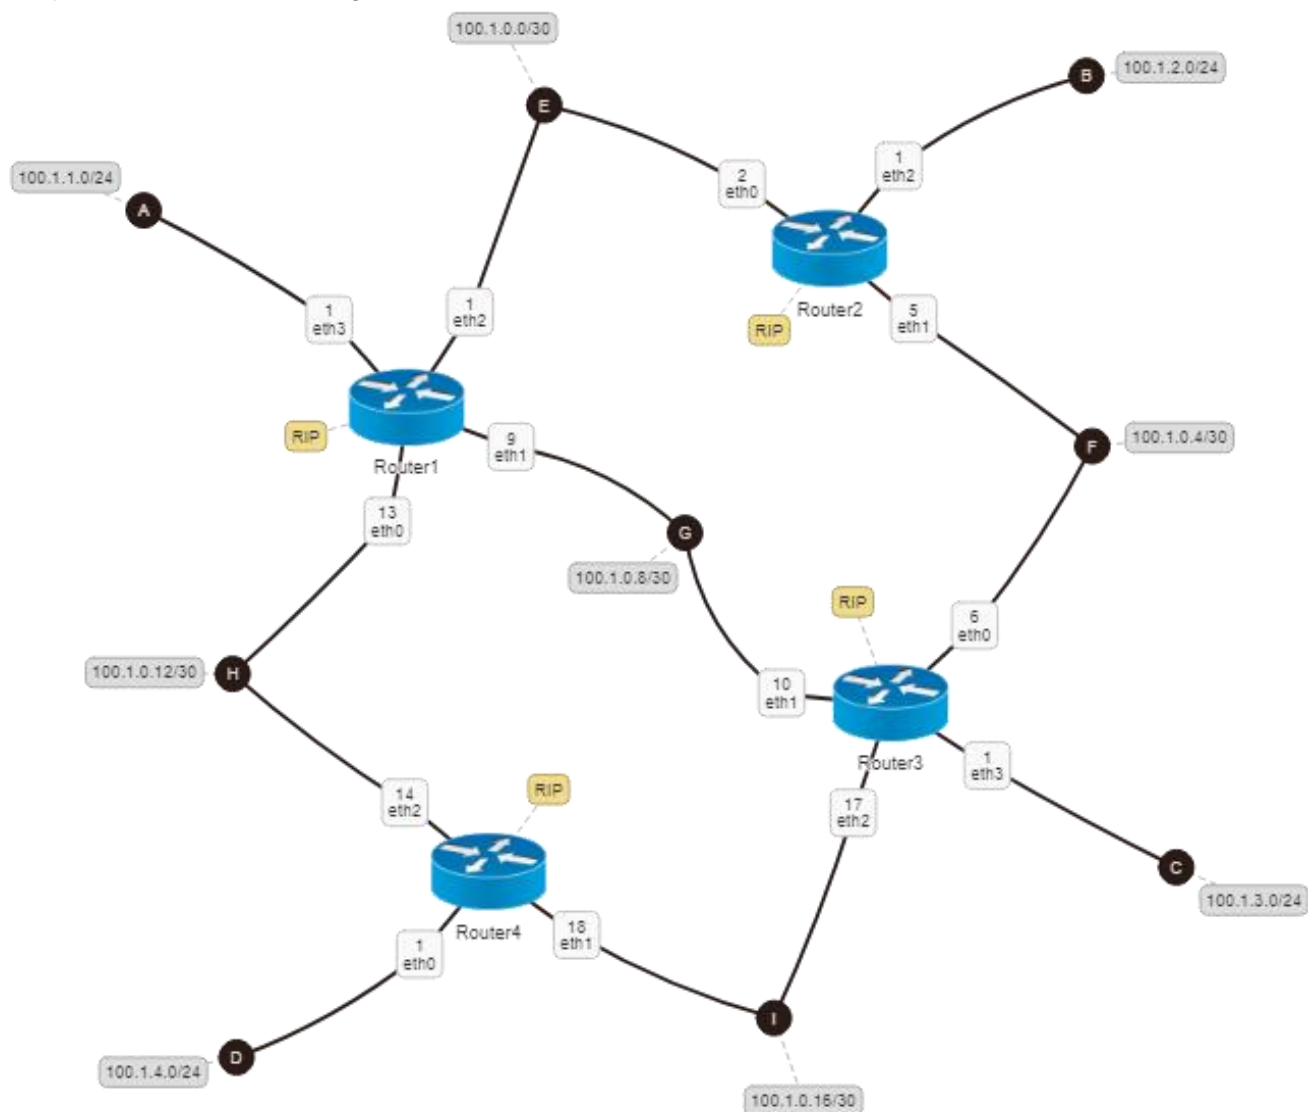 100.1.0.0/30
E
B
100.1.2.0/24
100.1.1.0/24
A
2
eth0
1
eth2
1
eth3
1
eth2
Router2
RIP
5
eth1
RIP
Router1
9
eth1
F
100.1.0.4/30
13
eth0
G
100.1.0.8/30
RIP
6
eth0
100.1.0.12/30
H
10
eth1
Router3
1
eth3
14
eth2
RIP
17
eth2
C
100.1.3.0/24
Router4
1
eth0
18
eth1
I
D
100.1.4.0/24
100.1.0.16/30